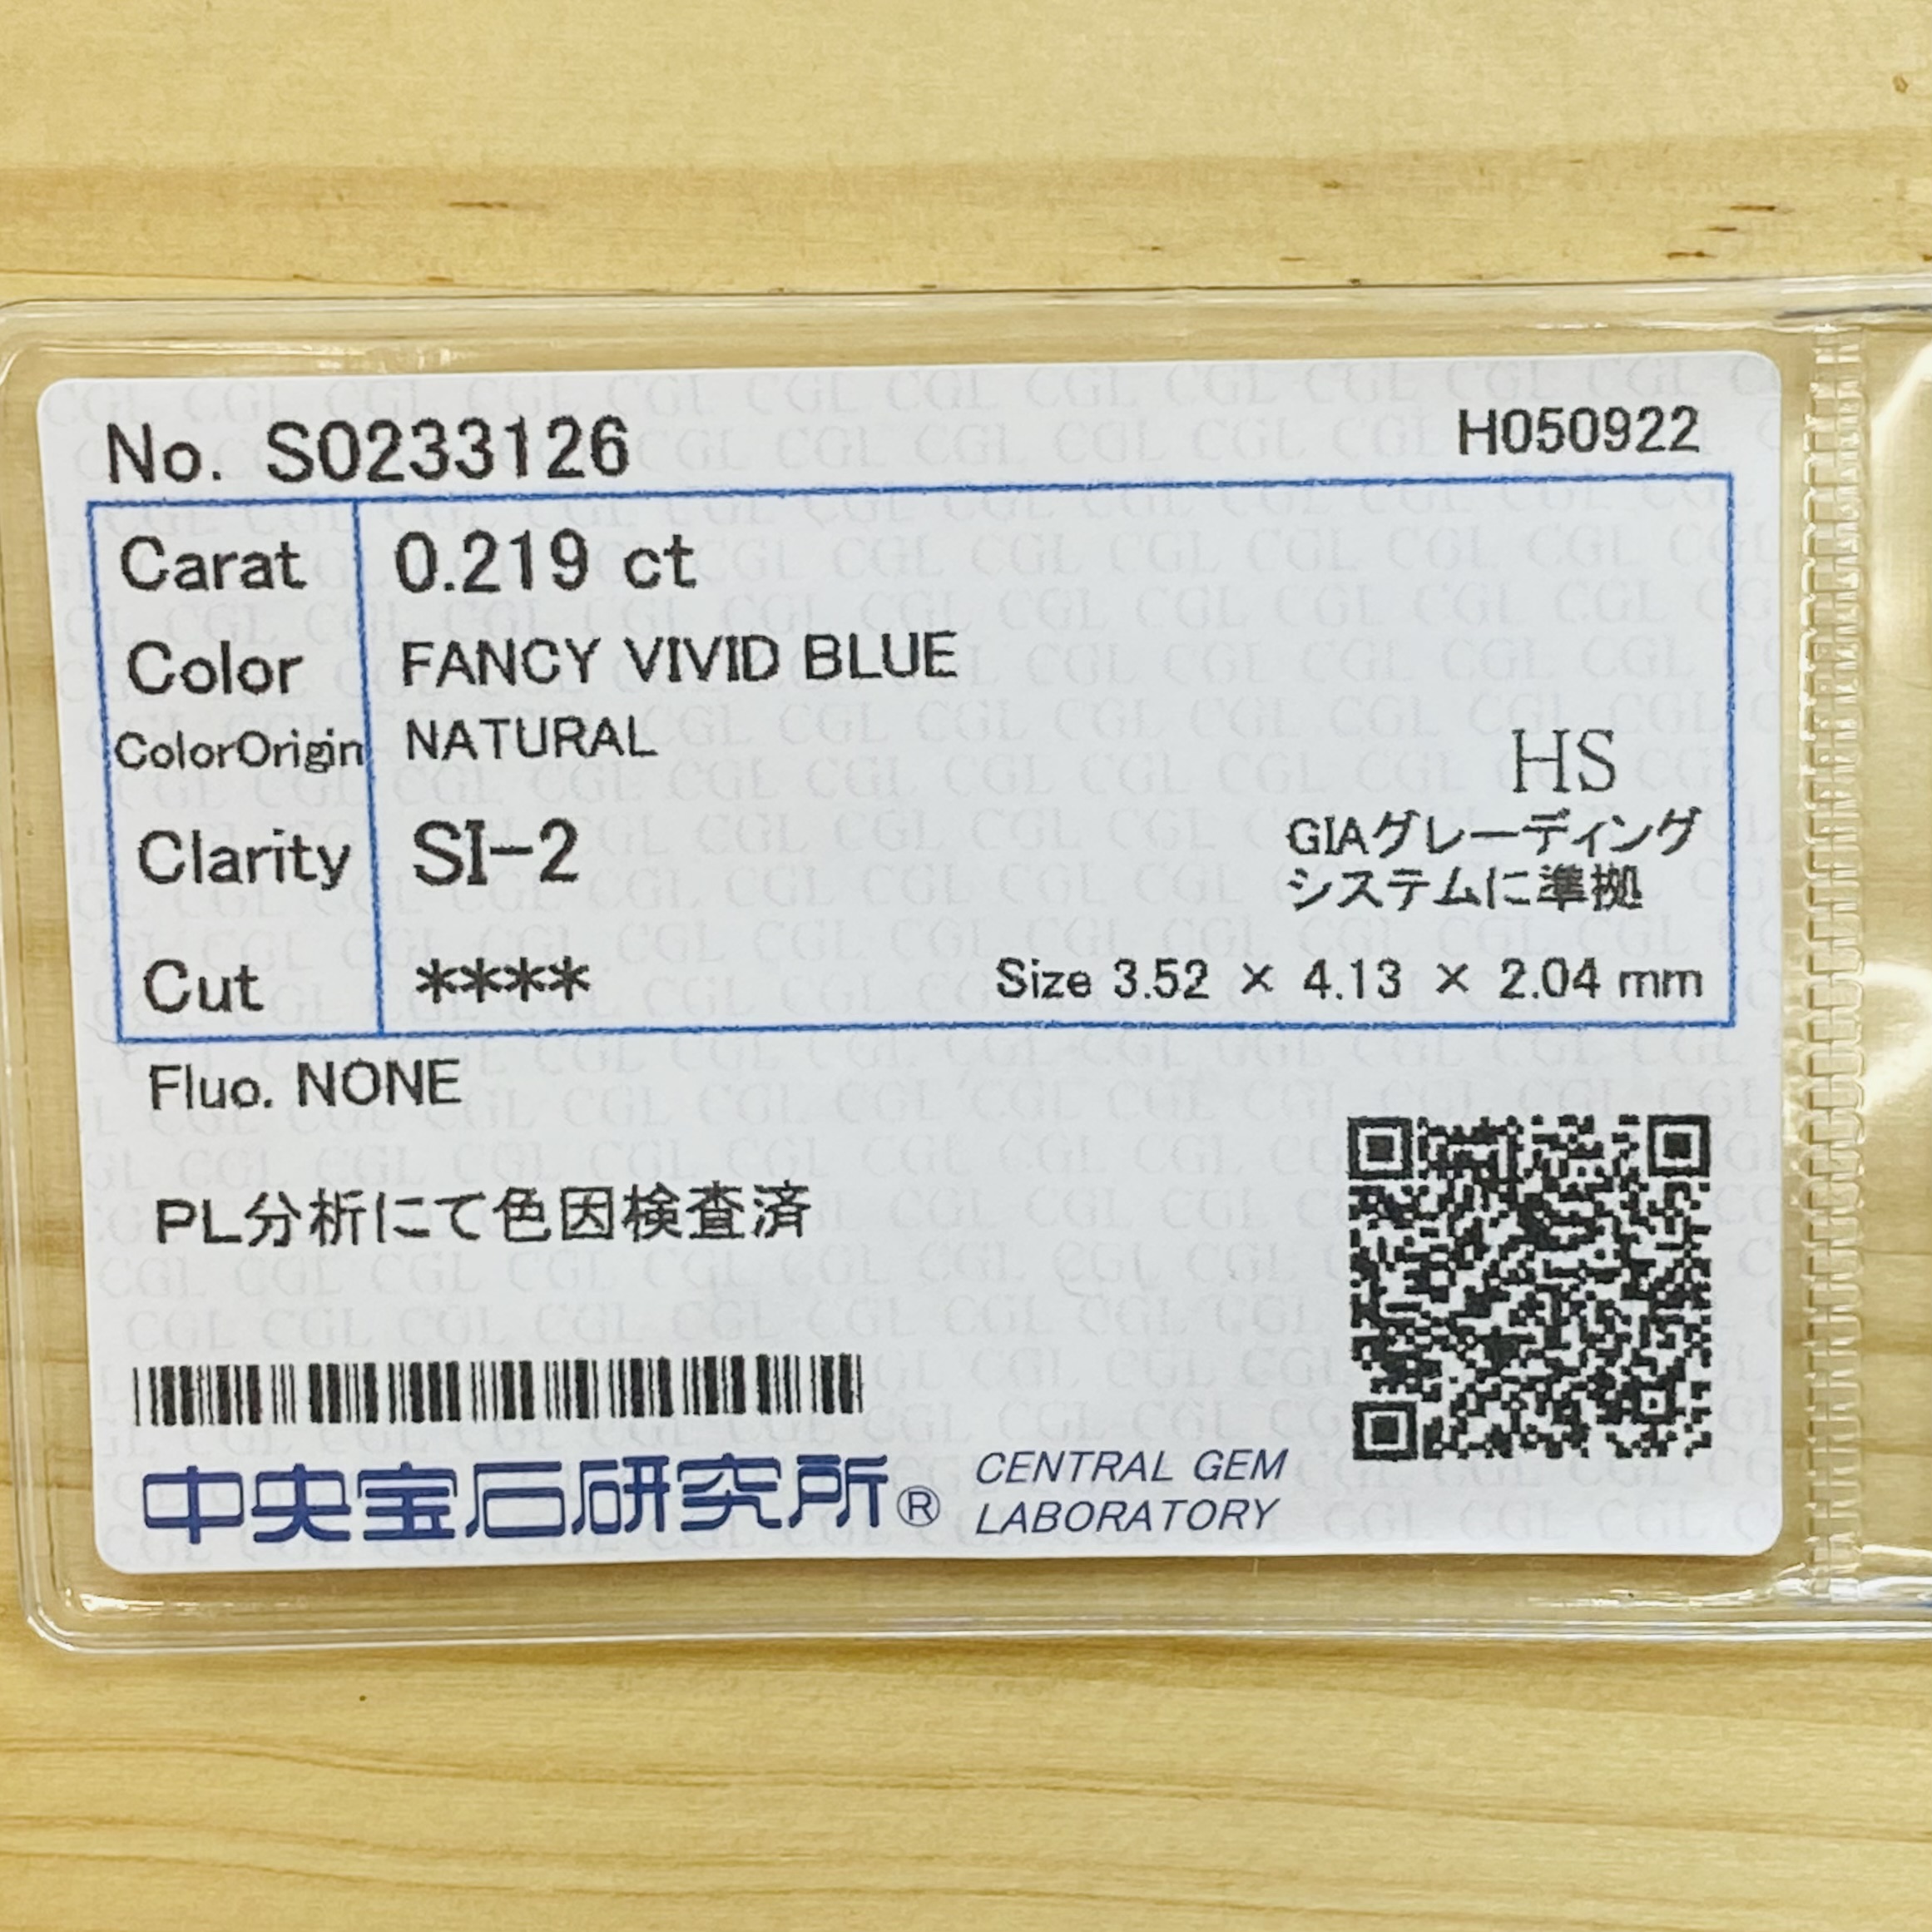 No. S0233126
H050922
Carat 0.219 ct
Color FANCY VIVID BLUE
ColorOrigin NATURAL
HS
Clarity SI-2
GIAグレーディング
システムに準拠
Cut ****
Size 3.52 × 4.13 × 2.04 mm
Fluo. NONE
PL分析にて色因検査済
中央宝石研究所®
CENTRAL GEM
LABORATORY